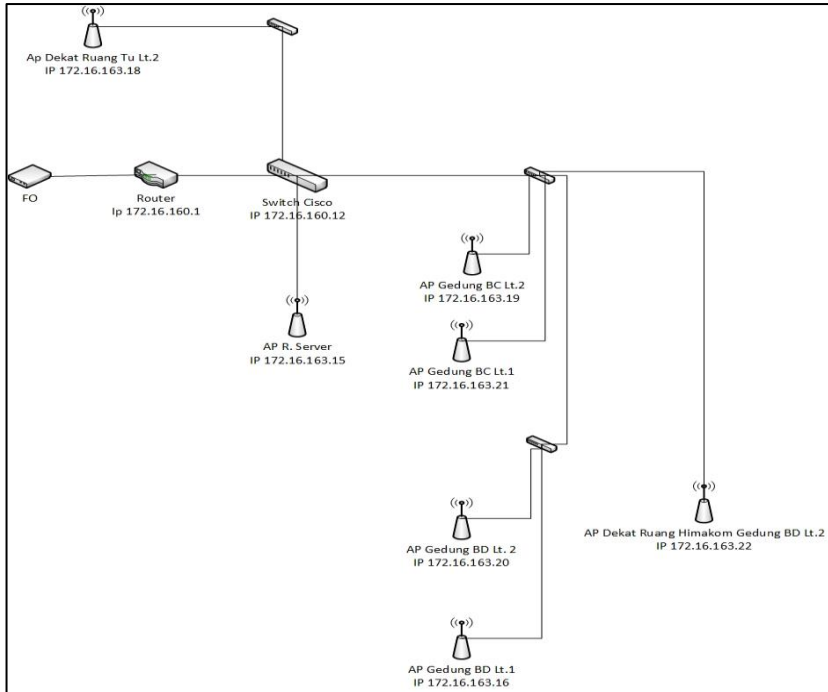 Ap Dekat Ruang Tu Lt.2
IP 172.16.163.18
FO
Router
Ip 172.16.160.1
Switch Cisco
IP 172.16.160.12
AP Gedung BC Lt.2
IP 172.16.163.19
AP R. Server
IP 172.16.163.15
AP Gedung BC Lt.1
IP 172.16.163.21
AP Gedung BD Lt. 2
IP 172.16.163.20
AP Dekat Ruang Himakom Gedung BD Lt.2
IP 172.16.163.22
AP Gedung BD Lt.1
IP 172.16.163.16